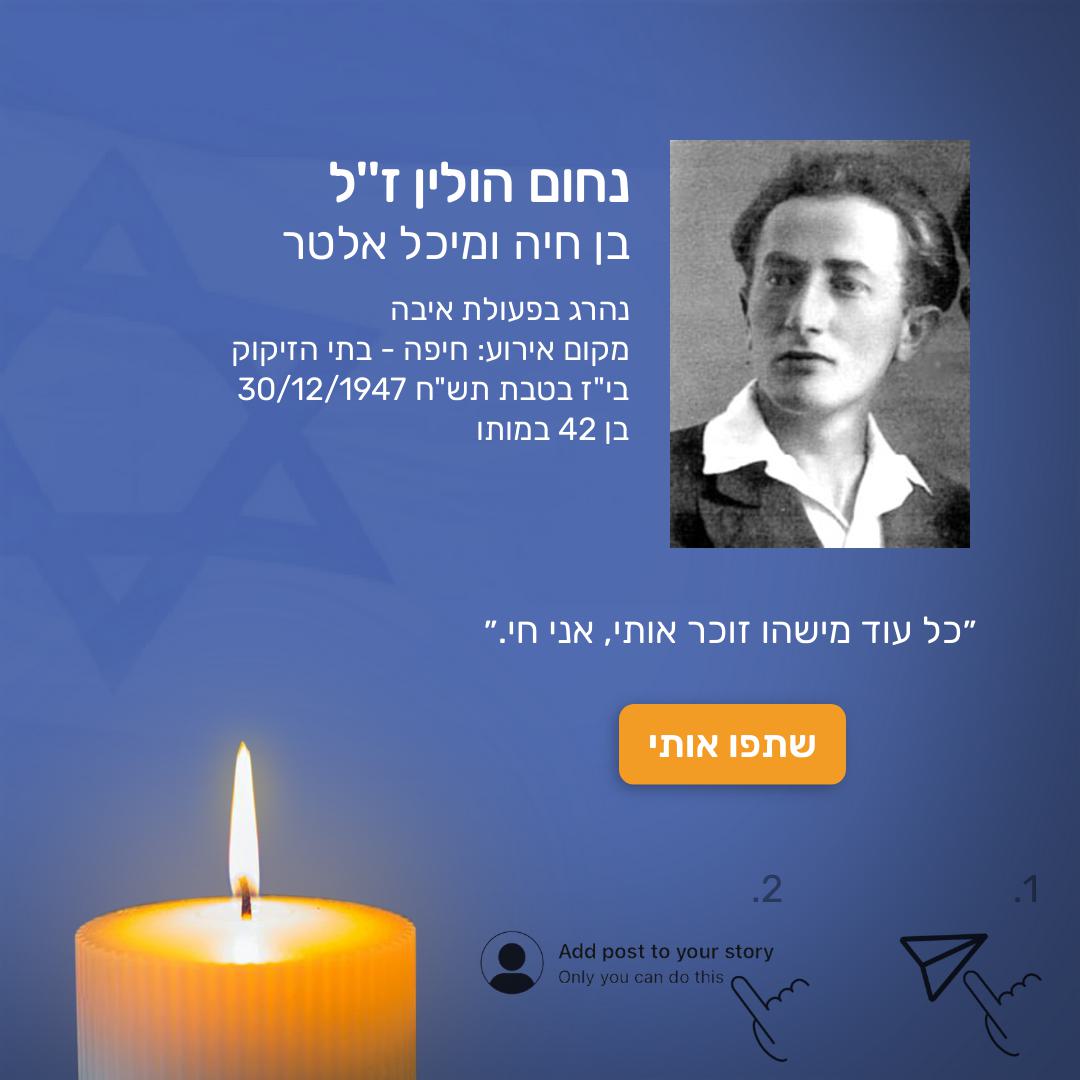 נחום הולין ז"ל
בן חיה ומיכל אלטר
נהרג בפעולת איבה
מקום אירוע: חיפה - בתי הזיקוק
בי"ז בטבת תש"ח 30/12/1947
בן 42 במותו
״כל עוד מישהו זוכר אותי, אני חי.״
שתפו אותי
1.
2.
Add post to your story
Only you can do this